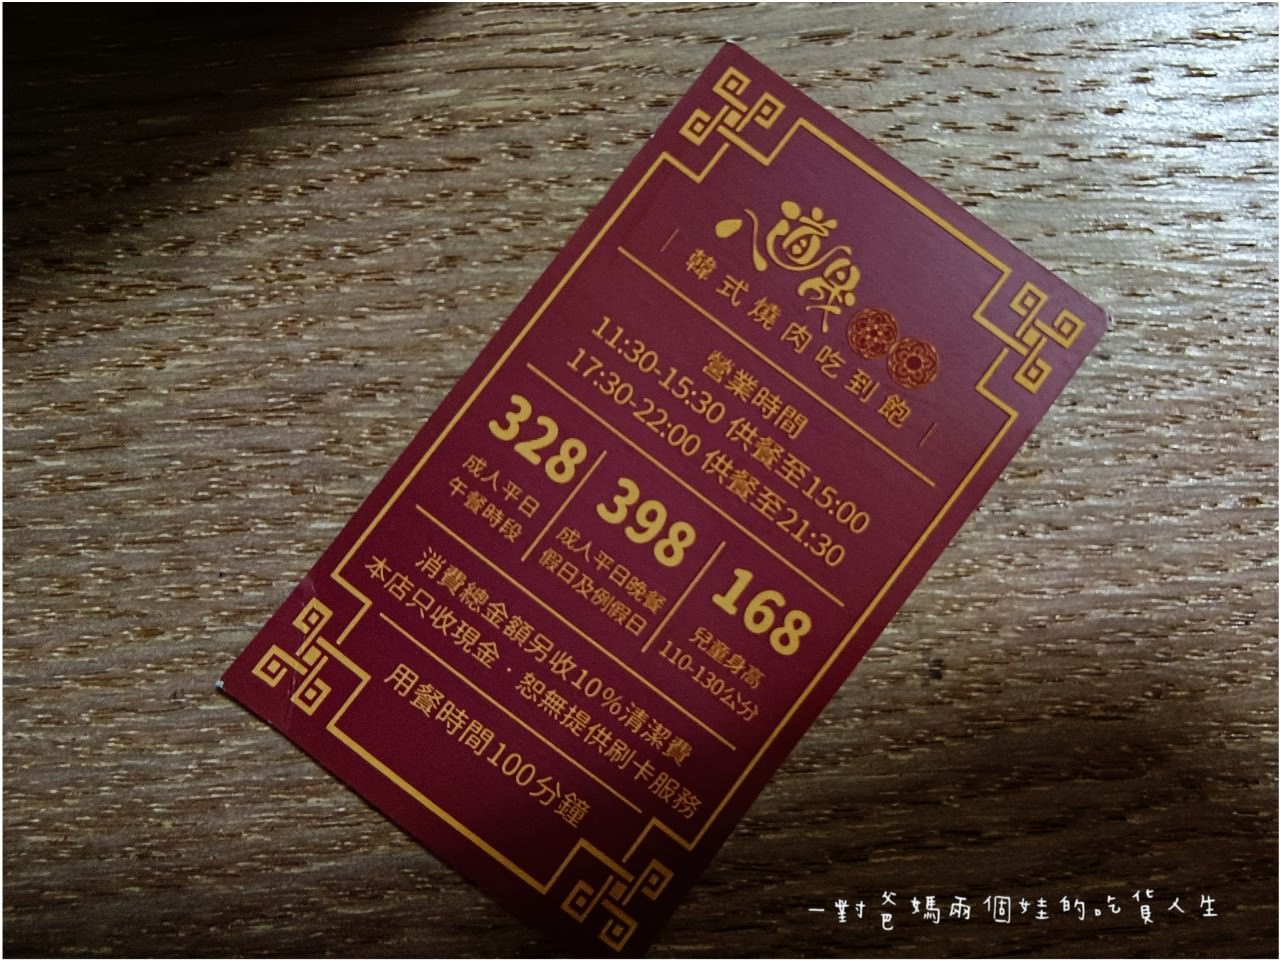 八道晟
韓式燒肉吃到飽
營業時間
11:30-15:30 供餐至15:00
17:30-22:00 供餐至21:30
328
成人平日
午餐時段
398
成人平日晚餐
假日及例假日
168
兒童身高
110-130公分
消費總金額另收10%清潔費
本店只收現金．恕無提供刷卡服務
用餐時間100分鐘
一對爸媽兩個娃的吃貨人生